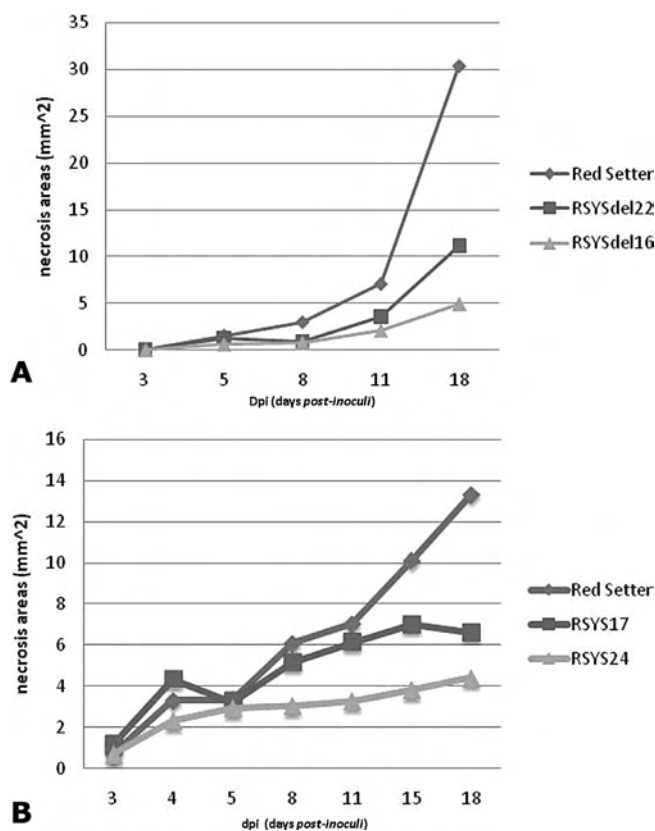 35
30
25
20
15
10
5
0
necrosis areas (mm^2)
3 5 8 11 18
Dpi (days post-inoculi)
Red Setter
RSYSdel22
RSYSdel16
A
16
14
12
10
8
6
4
2
0
necrosis areas (mm^2)
3 4 5 8 11 15 18
dpi (days post-inoculi)
Red Setter
RSYS17
RSYS24
B